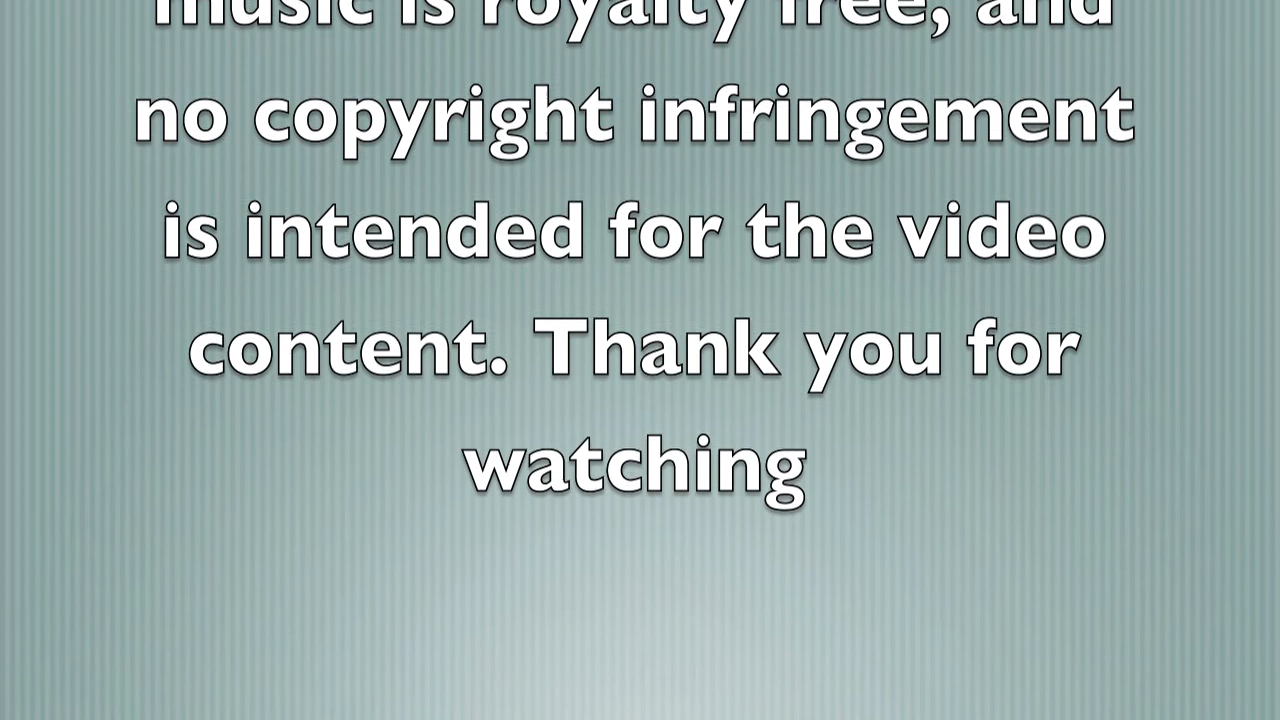 music is royalty free, and
no copyright infringement
is intended for the video
content. Thank you for
watching